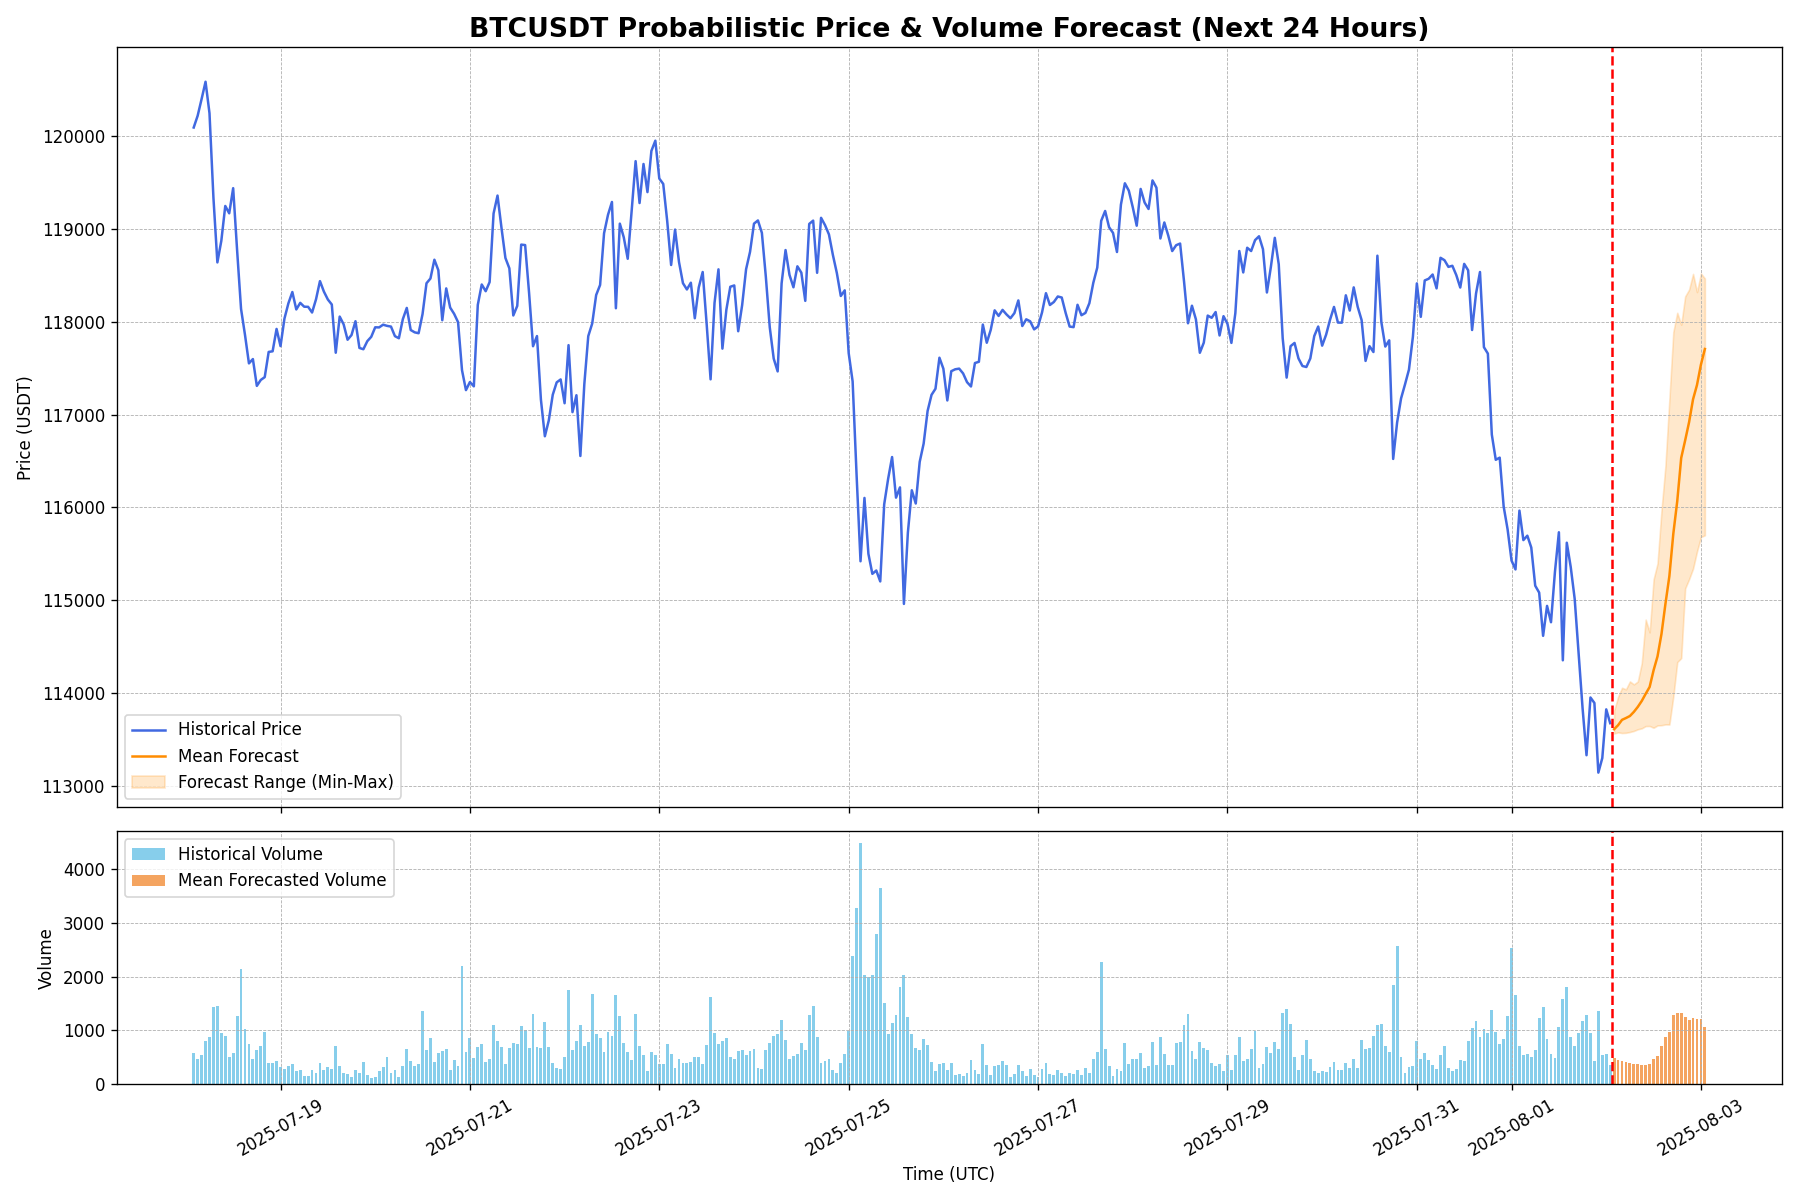 BTCUSDT Probabilistic Price & Volume Forecast (Next 24 Hours)
Price (USDT)
120000
119000
118000
117000
116000
115000
114000
113000
Historical Price
Mean Forecast
Forecast Range (Min-Max)
Volume
4000
3000
2000
1000
0
Historical Volume
Mean Forecasted Volume
2025-07-19
2025-07-21
2025-07-23
2025-07-25
2025-07-27
2025-07-29
2025-07-31
2025-08-01
2025-08-03
Time (UTC)